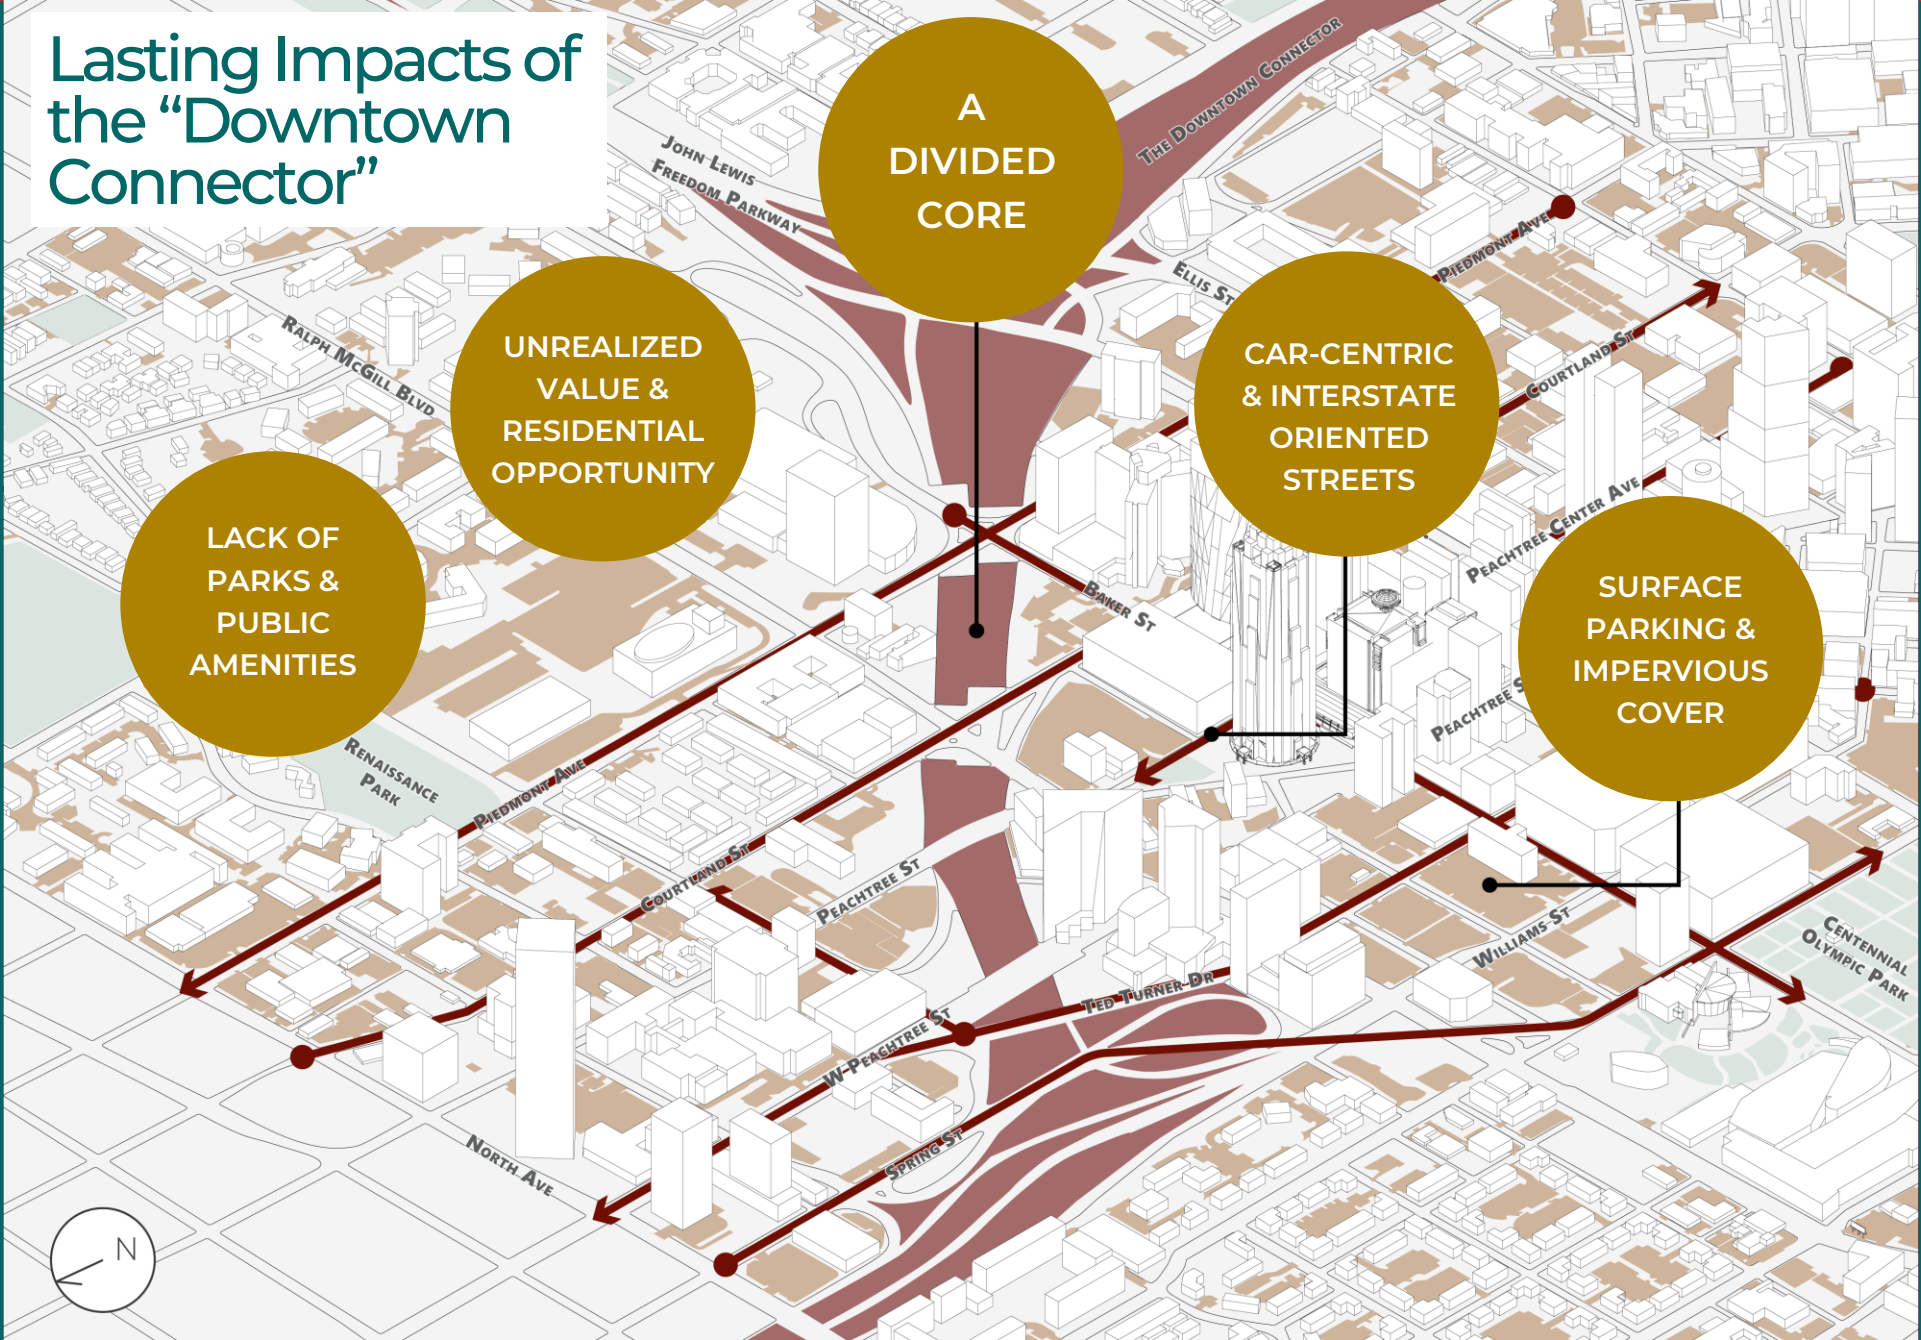 Lasting Impacts of
the “Downtown
Connector”
A
DIVIDED
CORE
THE DOWNTOWN CONNECTOR
JOHN LEWIS
FREEDOM PARKWAY
PIEDMONT AVE
ELLIS ST
UNREALIZED
VALUE &
RESIDENTIAL
OPPORTUNITY
CAR-CENTRIC
& INTERSTATE
ORIENTED
STREETS
RALPH MCGILL BLVD
COURTLAND ST
PEACHTREE CENTER AVE
LACK OF
PARKS &
PUBLIC
AMENITIES
BAKER ST
SURFACE
PARKING &
IMPERVIOUS
COVER
PEACHTREE S
RENAISSANCE
PARK
PIEDMONT AVE
COURTLAND ST
PEACHTREE ST
WILLIAMS ST
CENTENNIAL
OLYMPIC PARK
TED TURNER DR
W PEACHTREE ST
SPRING ST
NORTH AVE
N